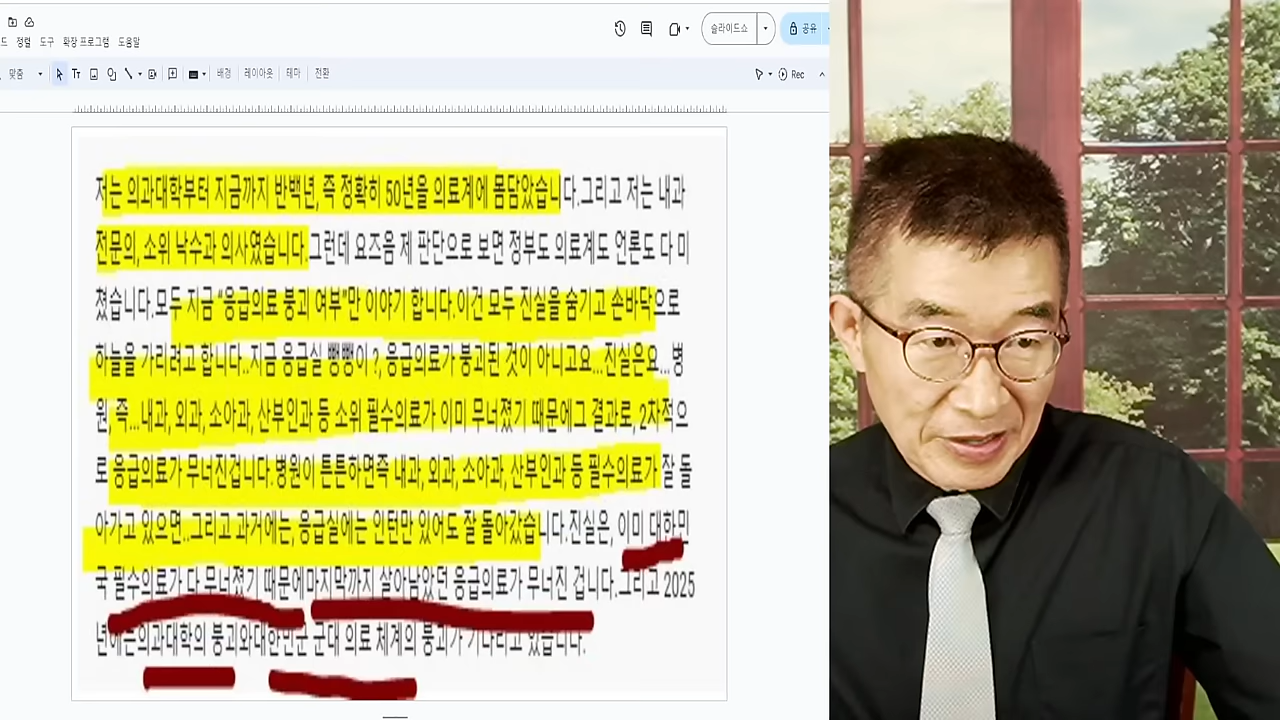 정렬 도구 확장 프로그램 도움말
슬라이드쇼
공유
맞춤 Tт 배경 레이아웃 테마 전환 Rec
저는 의과대학부터 지금까지 반백년, 즉 정확히 50년을 의료계에 몸담았습니다.그리고 저는 내과
전문의, 소위 낙수과 의사였습니다.그런데 요즈음 제 판단으로 보면 정부도 의료계도 언론도 다 미
쳤습니다.모두 지금 “응급의료 붕괴 여부”만 이야기 합니다.이건 모두 진실을 숨기고 손바닥으로
하늘을 가리려고 합니다..지금 응급실 뺑뺑이 ?, 응급의료가 붕괴된 것이 아니고요...진실은요... 병
원, 즉...내과, 외과, 소아과, 산부인과 등 소위 필수의료가 이미 무너졌기 때문에그 결과로, 2차적으
로 응급의료가 무너진겁니다. 병원이 튼튼하면즉 내과, 외과, 소아과, 산부인과 등 필수의료가 잘 돌
아가고 있으면..그리고 과거에는, 응급실에는 인턴만 있어도 잘 돌아갔습니다.진실은, 이미 대한민
국 필수의료가 다 무너졌기 때문에마지막까지 살아남았던 응급의료가 무너진 겁니다.그리고 2025
년에는의과대학의 붕괴와대한민군 군대 의료 체계의 붕괴가 기다리고 있습니다.